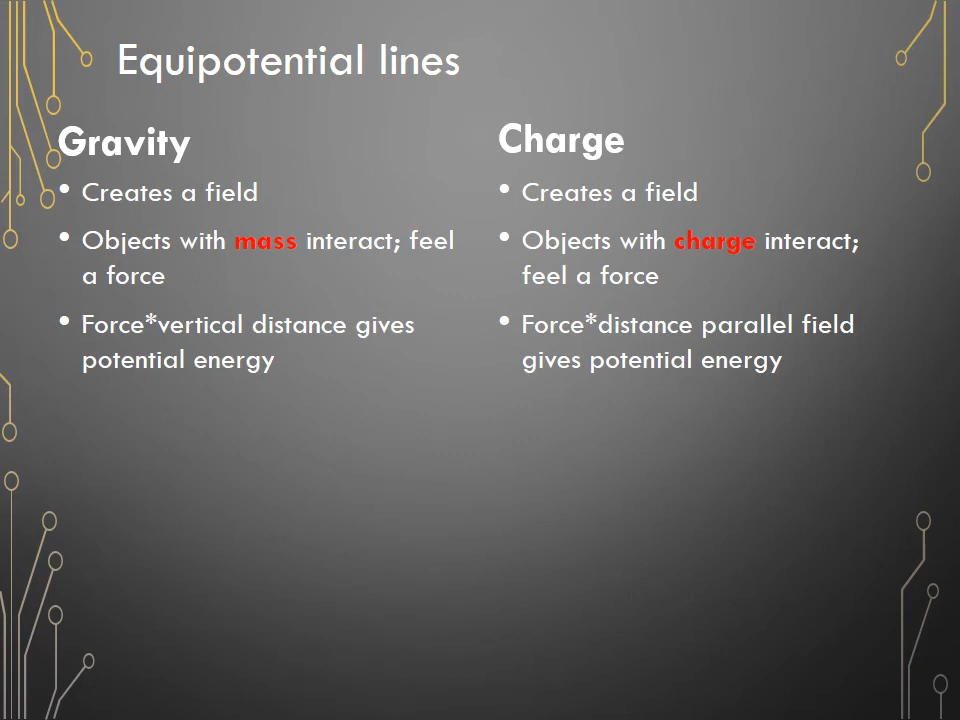 Equipotential lines
Gravity
• Creates a field
• Objects with mass interact; feel
a force
• Force*vertical distance gives
potential energy
Charge
• Creates a field
• Objects with charge interact;
feel a force
• Force*distance parallel field
gives potential energy